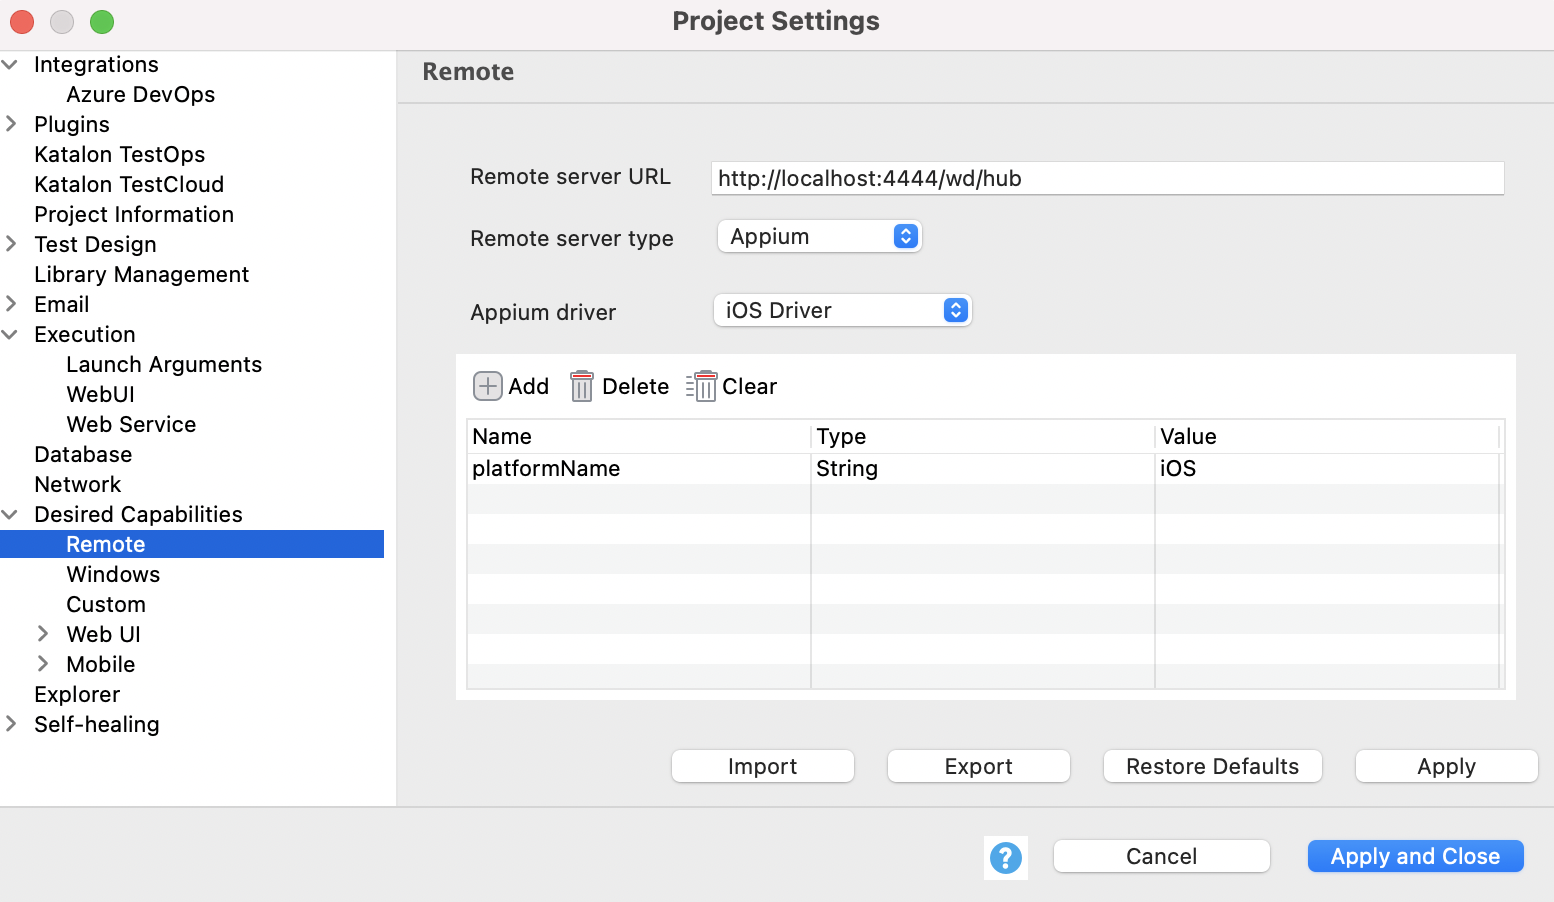 Project Settings
Integrations
Azure DevOps
Plugins
Katalon TestOps
Katalon TestCloud
Project Information
Test Design
Library Management
Email
Execution
Launch Arguments
WebUI
Web Service
Database
Network
Desired Capabilities
Remote
Windows
Custom
Web UI
Mobile
Explorer
Self-healing
Remote
Remote server URL http://localhost:4444/wd/hub
Remote server type Appium
Appium driver iOS Driver
Add Delete Clear
Name Type Value
platformName String iOS
Import Export Restore Defaults Apply
? Cancel Apply and Close